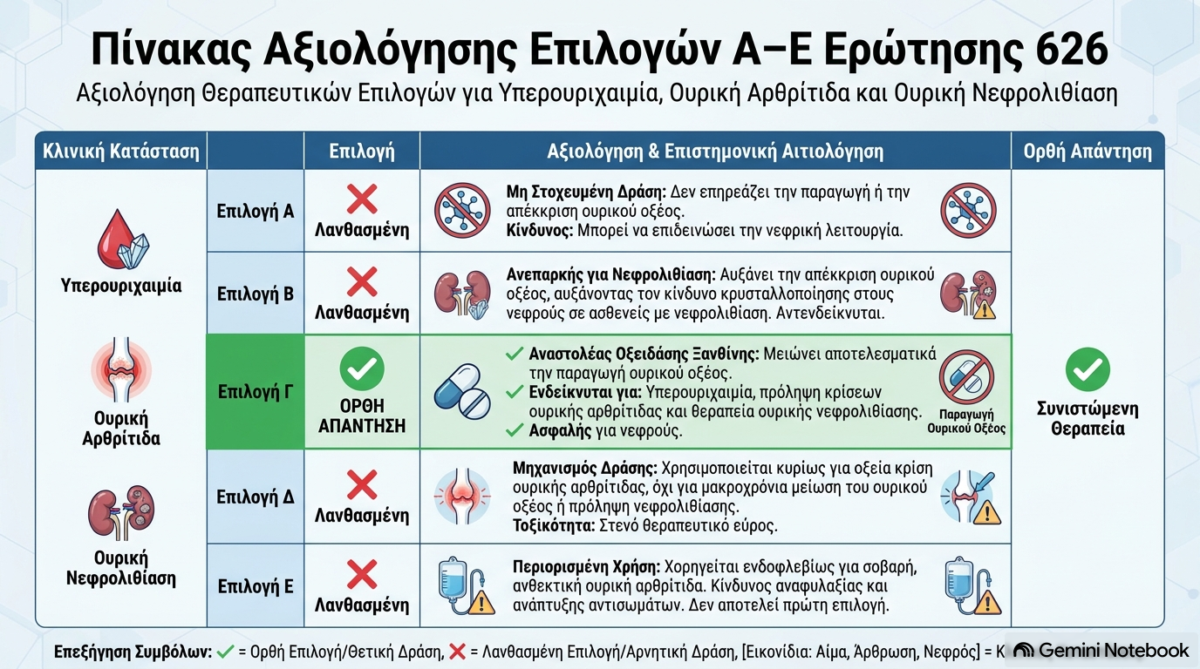 Πίνακας Αξιολόγησης Επιλογών Α–Ε Ερώτησης 626
Αξιολόγηση Θεραπευτικών Επιλογών για Υπερουριχαιμία, Ουρική Αρθρίτιδα και Ουρική Νεφρολιθίαση
Κλινική Κατάσταση
Επιλογή
Αξιολόγηση & Επιστημονική Αιτιολόγηση
Ορθή Απάντηση
Υπερουριχαιμία
Ουρική
Αρθρίτιδα
Ουρική
Νεφρολιθίαση
Επιλογή Α
Λανθασμένη
Μη Στοχευμένη Δράση: Δεν επηρεάζει την παραγωγή ή την
απέκκριση ουρικού οξέος.
Κίνδυνος: Μπορεί να επιδεινώσει την νεφρική λειτουργία.
Επιλογή Β
Λανθασμένη
Ανεπαρκής για Νεφρολιθίαση: Αυξάνει την απέκκριση ουρικού
οξέος, αυξάνοντας τον κίνδυνο κρυσταλλοποίησης στους
νεφρούς σε ασθενείς με νεφρολιθίαση. Αντενδείκνυται.
Επιλογή Γ
ΟΡΘΗ
ΑΠΑΝΤΗΣΗ
Αναστολέας Οξειδάσης Ξανθίνης: Μειώνει αποτελεσματικά
την παραγωγή ουρικού οξέος.
Ενδείκνυται για: Υπερουριχαιμία, πρόληψη κρίσεων
ουρικής αρθρίτιδας και θεραπεία ουρικής νεφρολιθίασης.
Ασφαλής για νεφρούς.
Παραγωγή
Ουρικού Οξέος
Συνιστώμενη
Θεραπεία
Επιλογή Δ
Λανθασμένη
Μηχανισμός Δράσης: Χρησιμοποιείται κυρίως για οξεία κρίση
ουρικής αρθρίτιδας, όχι για μακροχρόνια μείωση του ουρικού
οξέος ή πρόληψη νεφρολιθίασης.
Τοξικότητα: Στενό θεραπευτικό εύρος.
Επιλογή Ε
Λανθασμένη
Περιορισμένη Χρήση: Χορηγείται ενδοφλεβίως για σοβαρή,
ανθεκτική ουρική αρθρίτιδα. Κίνδυνος αναφυλαξίας και
ανάπτυξης αντισωμάτων. Δεν αποτελεί πρώτη επιλογή.
Επεξήγηση Συμβόλων: ✓ = Ορθή Επιλογή/Θετική Δράση, ✗ = Λανθασμένη Επιλογή/Αρνητική Δράση, [Εικονίδια: Αίμα, Άρθρωση, Νεφρός] = Κ
Gemini Notebook